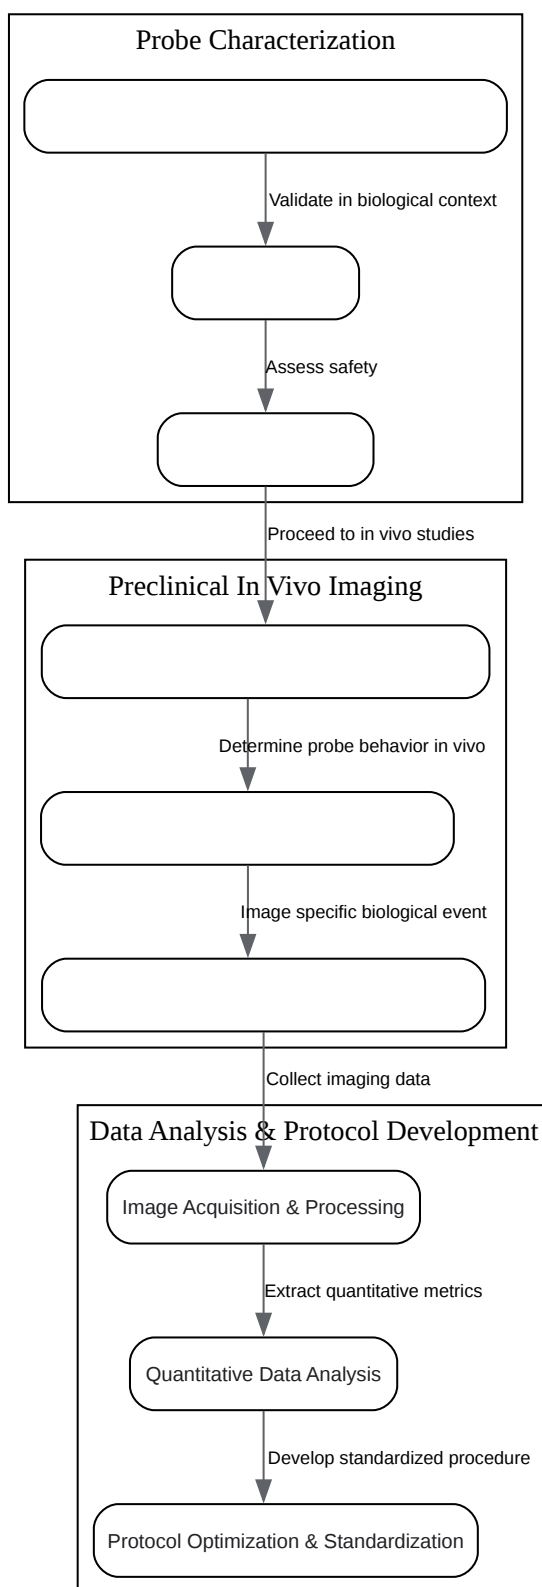 Probe Characterization
Validate in biological context
Assess safety
Proceed to in vivo studies
Preclinical In Vivo Imaging
Determine probe behavior in vivo
Image specific biological event
Collect imaging data
Data Analysis & Protocol Development
Image Acquisition & Processing
Extract quantitative metrics
Quantitative Data Analysis
Develop standardized procedure
Protocol Optimization & Standardization